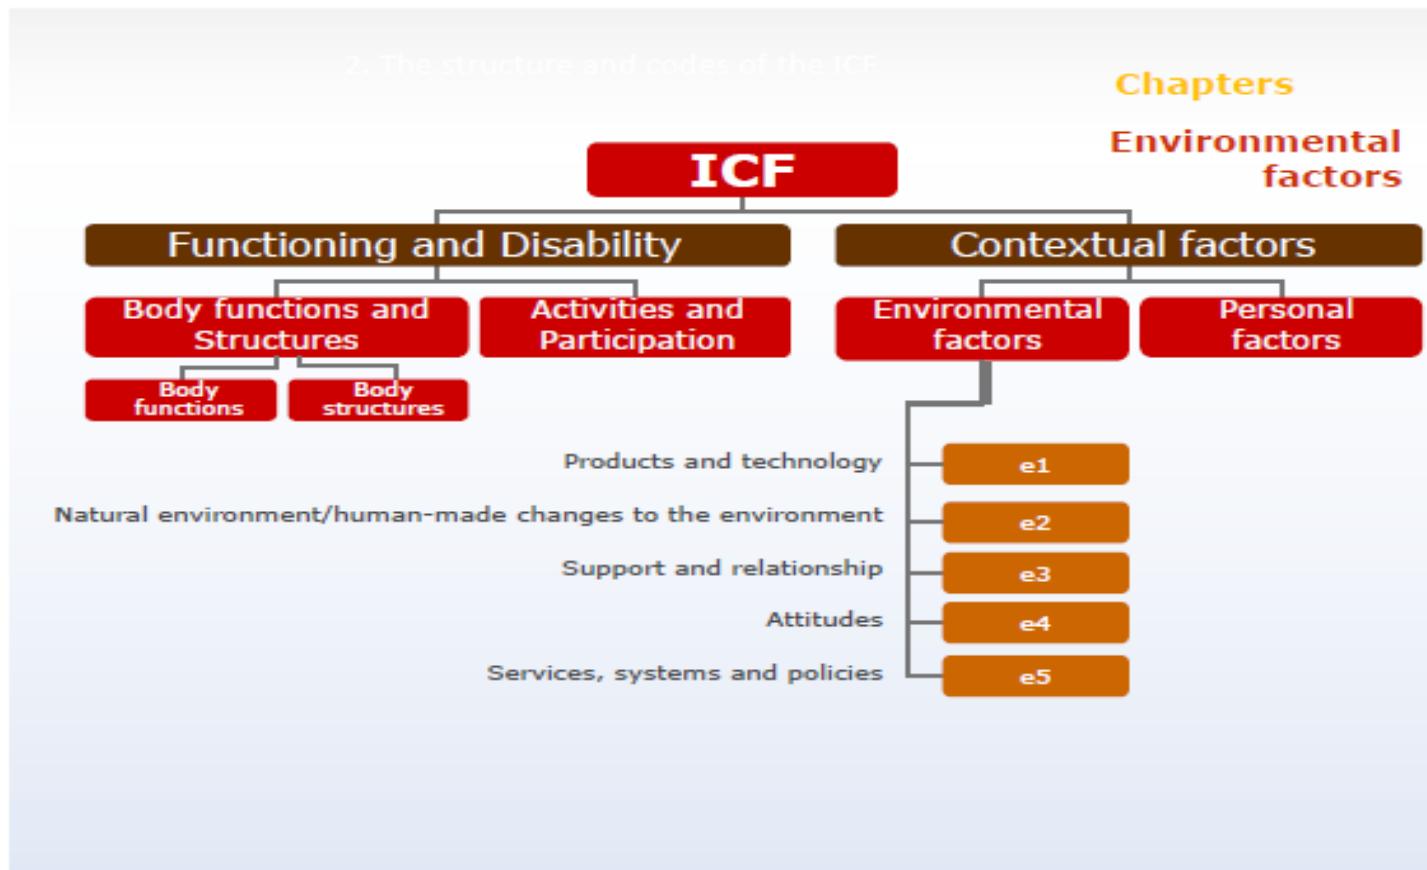 2. The structure and codes of the ICF
Chapters
Environmental
factors
ICF
Functioning and Disability
Contextual factors
Body functions and
Structures
Activities and
Participation
Environmental
factors
Personal
factors
Body
functions
Body
structures
Products and technology
e1
Natural environment/human-made changes to the environment
e2
Support and relationship
e3
Attitudes
e4
Services, systems and policies
e5